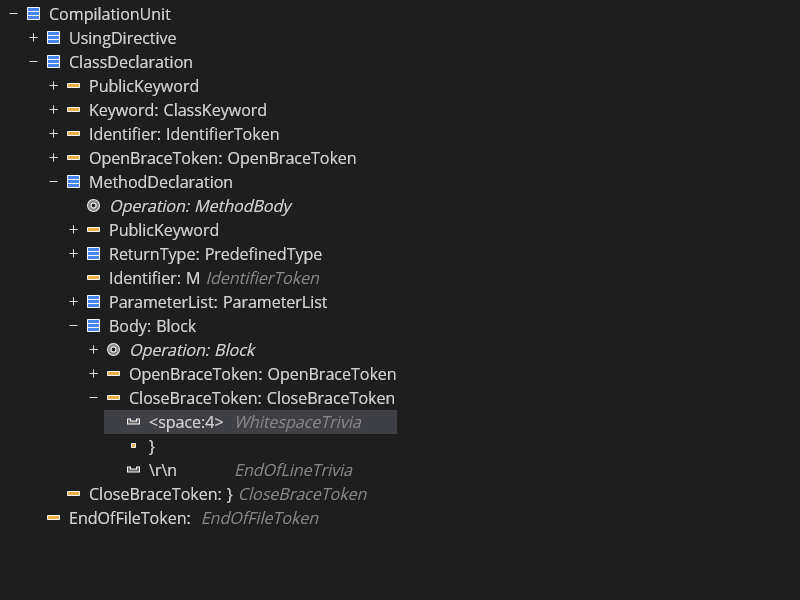 CompilationUnit
UsingDirective
ClassDeclaration
PublicKeyword
Keyword: ClassKeyword
Identifier: IdentifierToken
OpenBraceToken: OpenBraceToken
MethodDeclaration
Operation: MethodBody
PublicKeyword
ReturnType: PredefinedType
Identifier: M IdentifierToken
ParameterList: ParameterList
Body: Block
Operation: Block
OpenBraceToken: OpenBraceToken
CloseBraceToken: CloseBraceToken
<space:4> WhitespaceTrivia
}
\r\n EndOfLineTrivia
CloseBraceToken: } CloseBraceToken
EndOfFileToken: EndOfFileToken